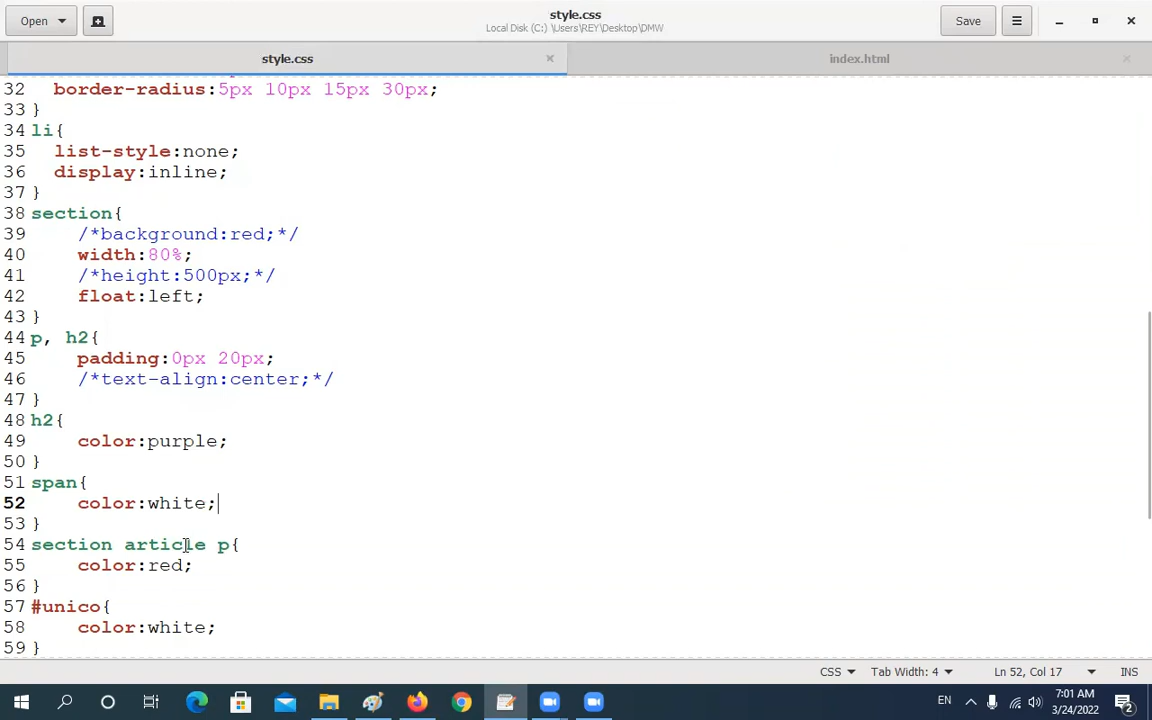 Open
style.css
Local Disk (C:) \Users\REY\Desktop\DMW
Save
style.css
index.html
32 border-radius:5px 10px 15px 30px;
33 }
34 li{
35 list-style:none;
36 display:inline;
37 }
38 section{
39 /*background:red;*/
40 width:80%;
41 /*height:500px;*/
42 float:left;
43 }
44 p, h2{
45 padding:0px 20px;
46 /*text-align:center;*/
47 }
48 h2{
49 color:purple;
50 }
51 span{
52 color:white;
53 }
54 section article p{
55 color:red;
56 }
57 #unico{
58 color:white;
59 }
CSS Tab Width: 4 Ln 52, Col 17 INS
EN
7:01 AM
3/24/2022
2